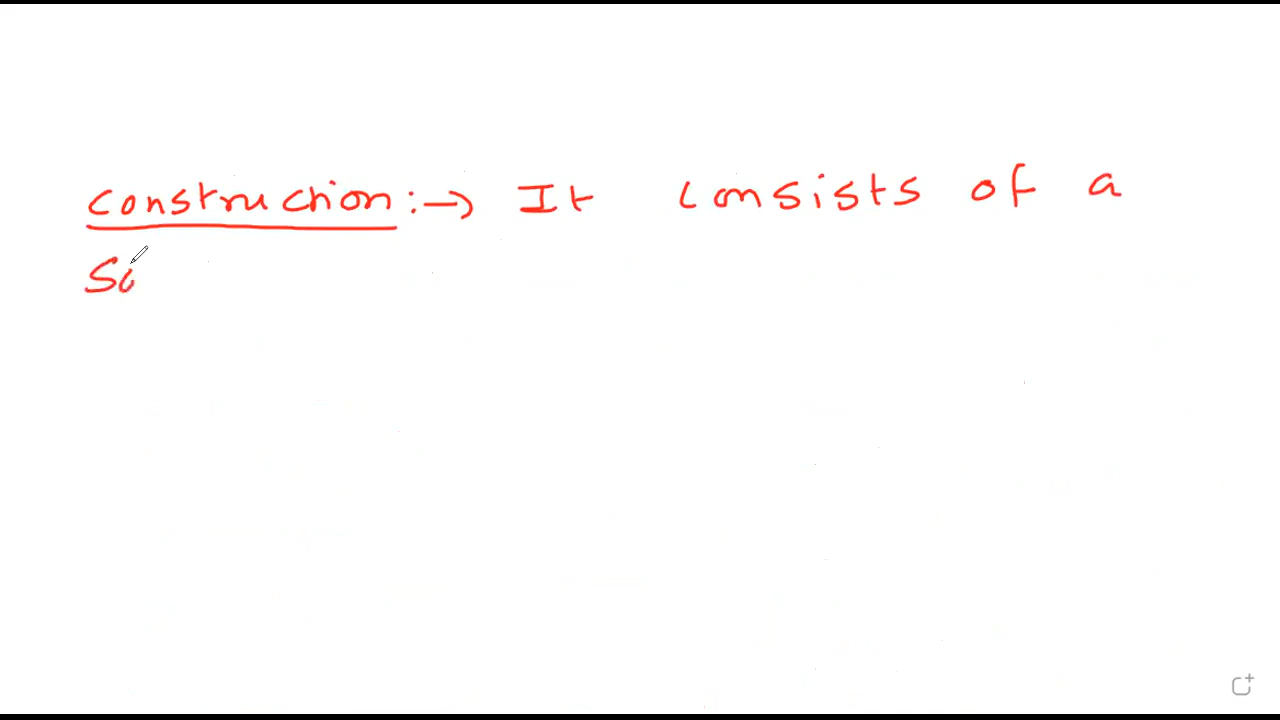 construction :→ It consists of a